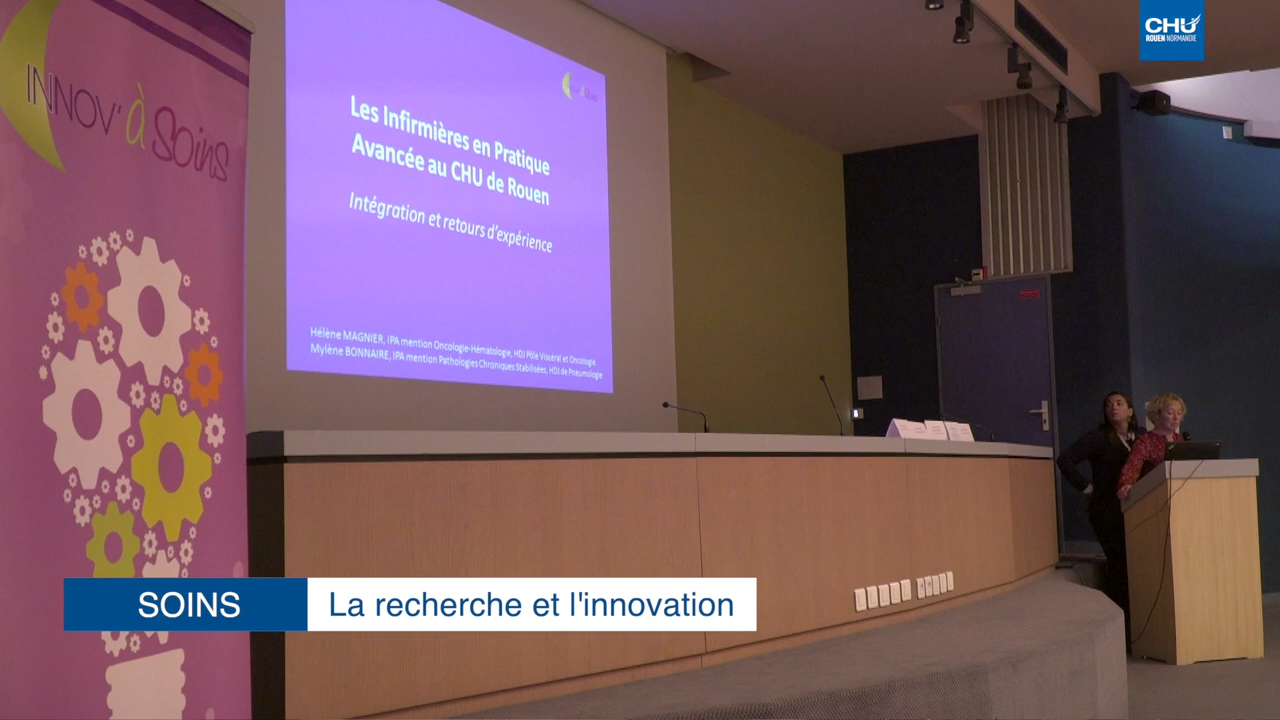 CHU
ROUEN NORMANDIE
INNOV' à Soins
Les Infirmières en Pratique
Avancée au CHU de Rouen
Intégration et retours d'expérience
Hélène MAGNIER, IPA mention Oncologie-Hématologie, HDJ Pôle Viscéral et Oncologie
Mylène BONNAIRE, IPA mention Pathologies Chroniques Stabilisées, HDJ de Pneumologie
SOINS
La recherche et l'innovation